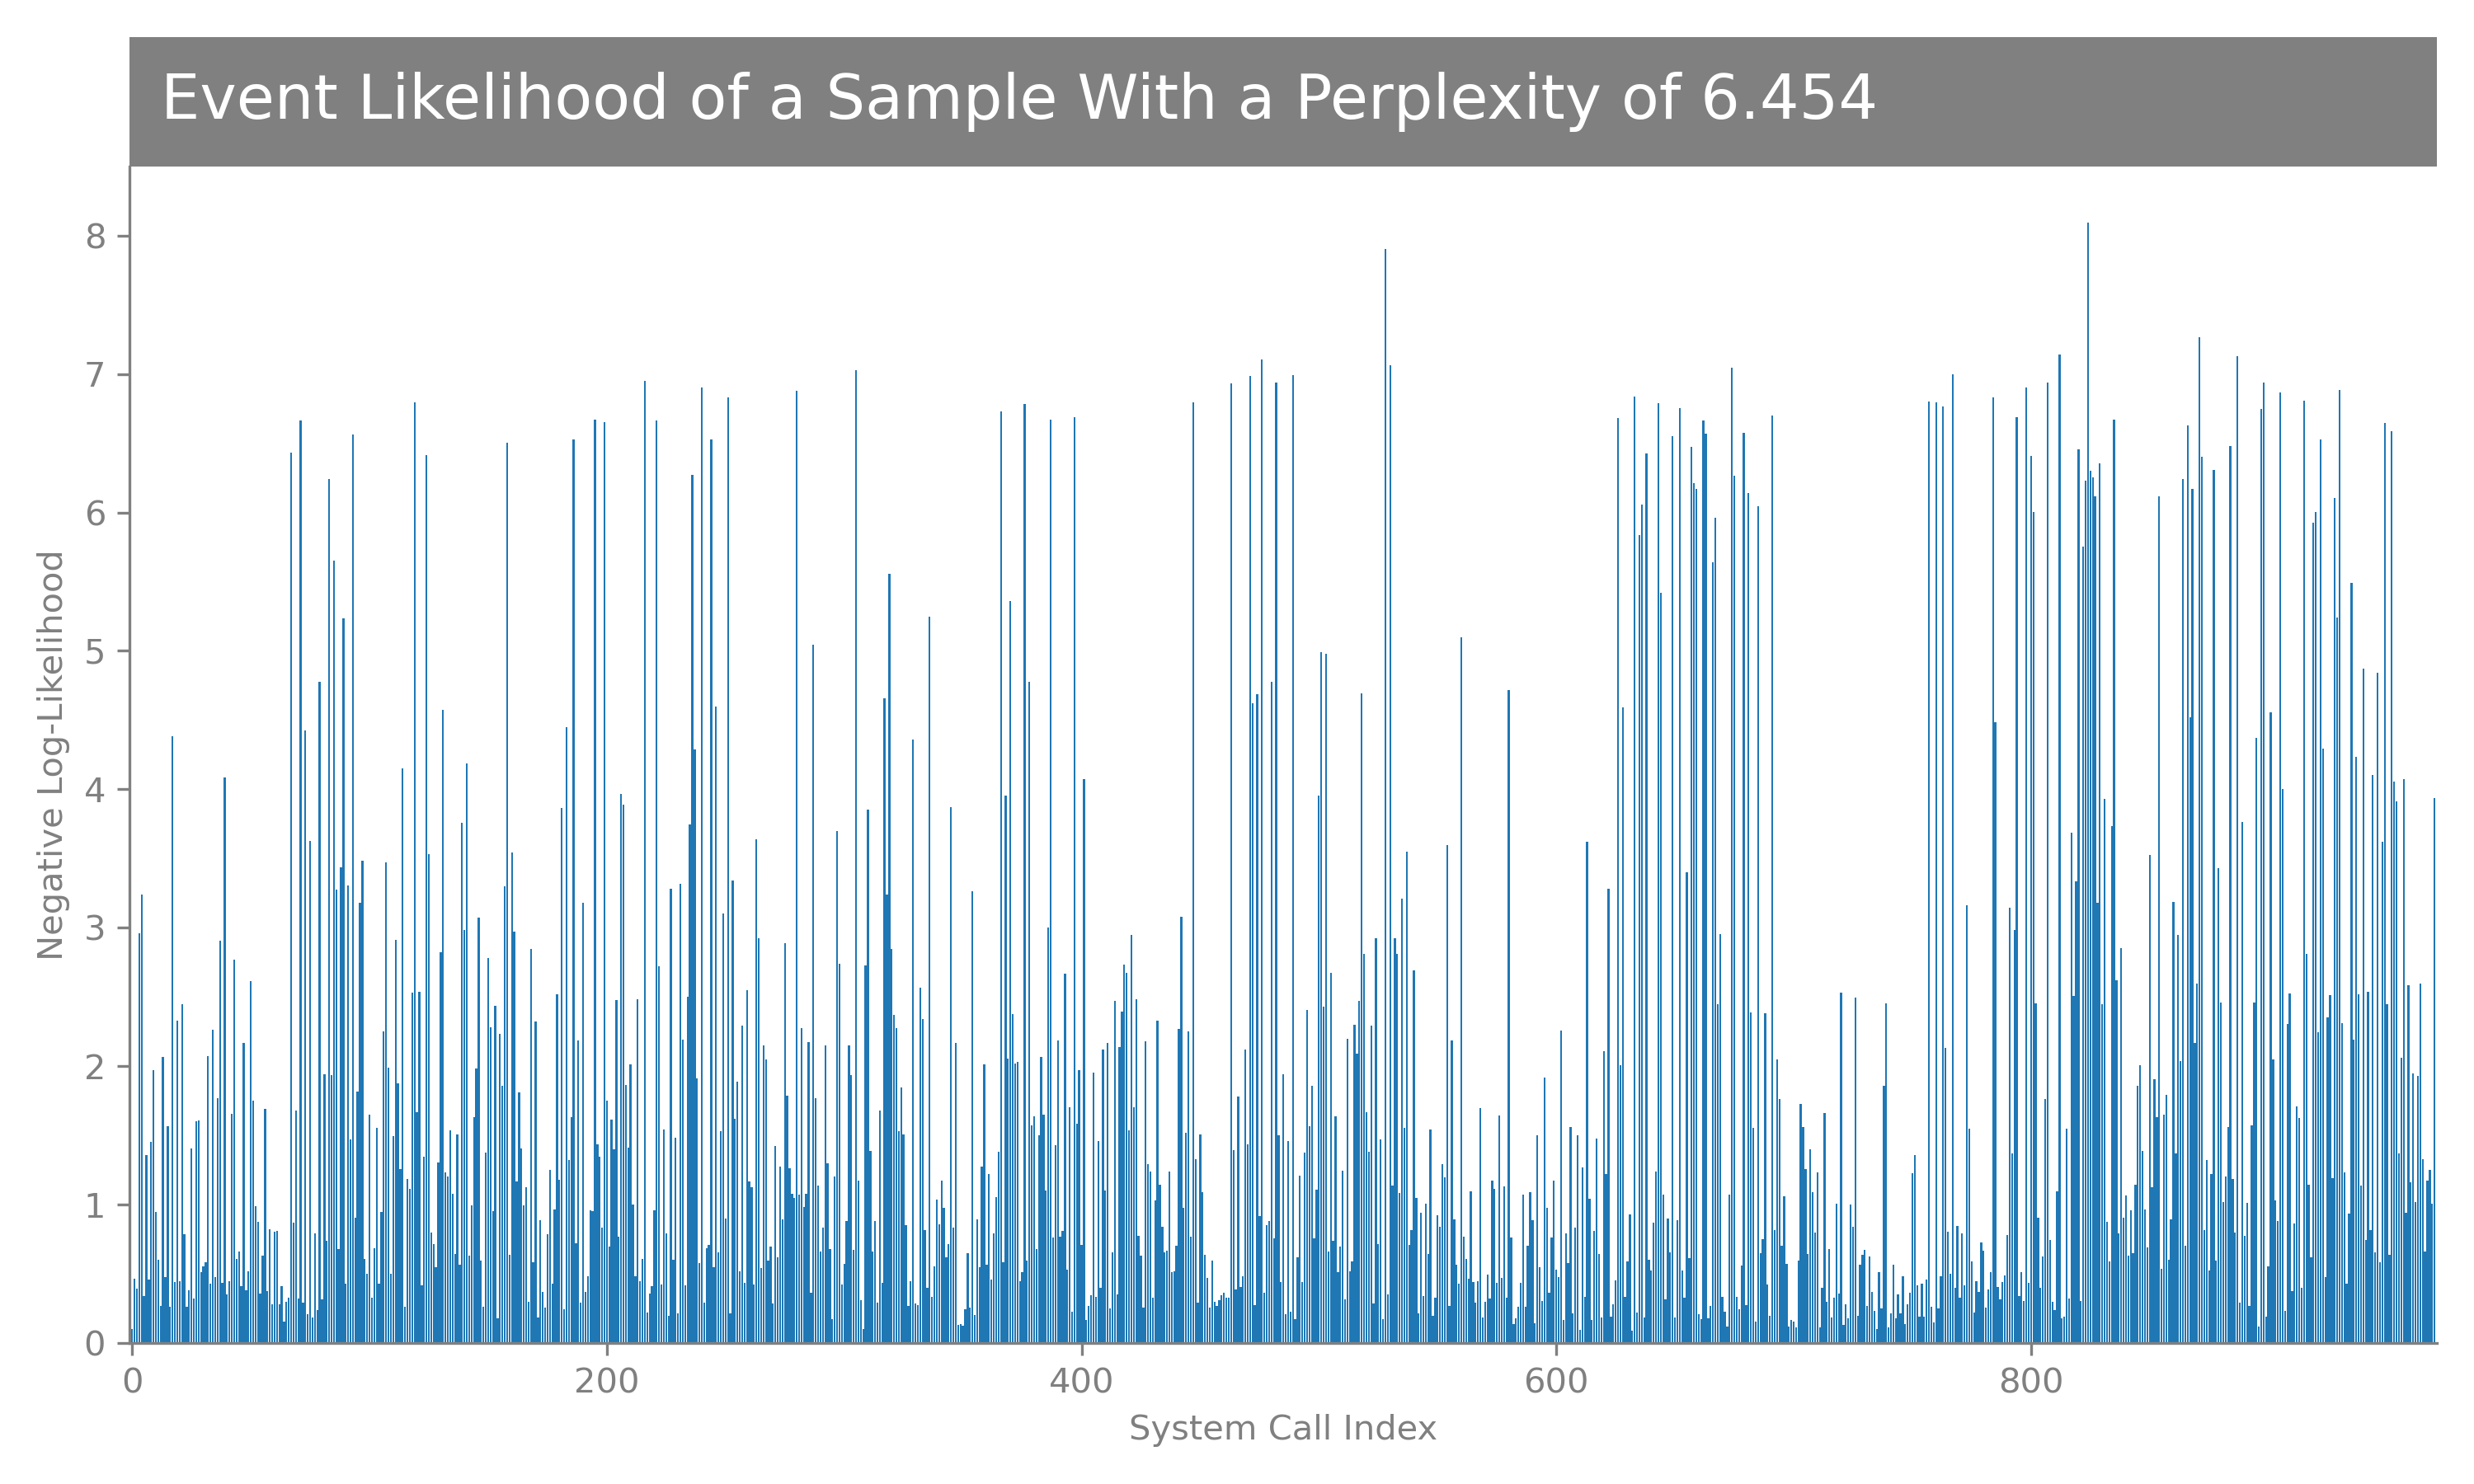 Event Likelihood of a Sample With a Perplexity of 6.454
8
7
6
5
4
3
2
1
0
Negative Log-Likelihood
0 200 400 600 800
System Call Index